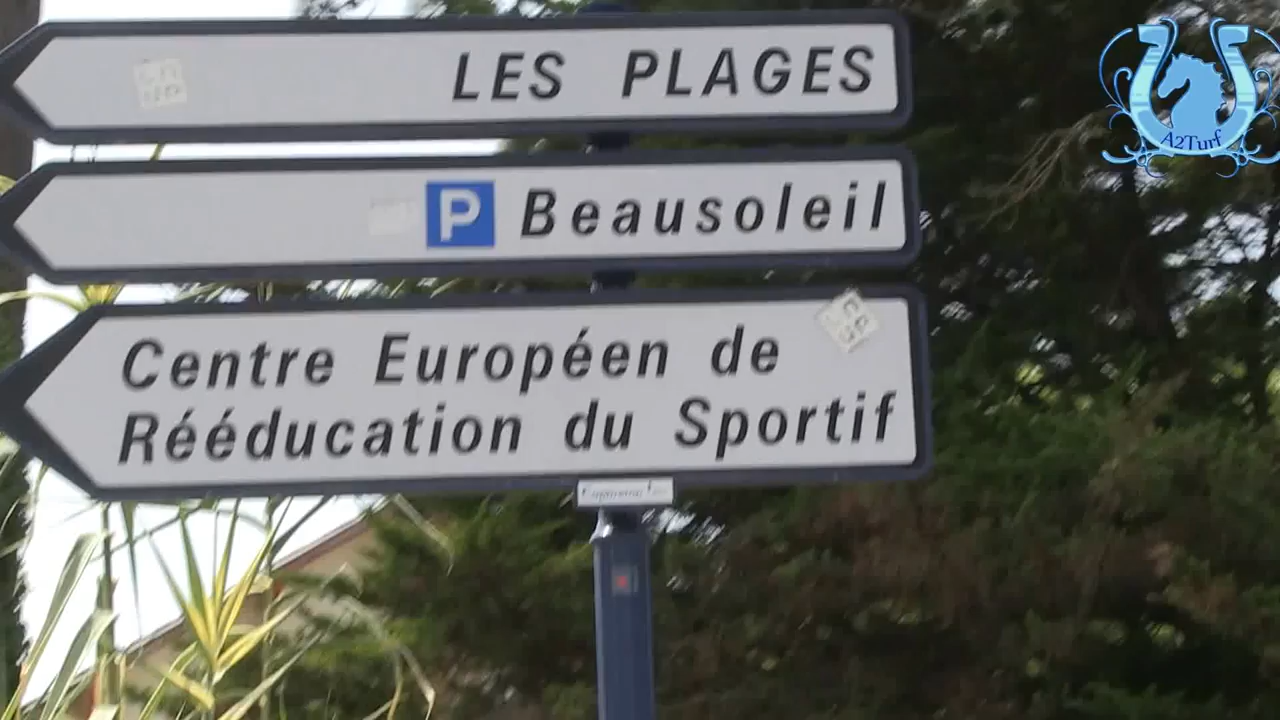 LES PLAGES
P Beausoleil
Centre Européen de
Rééducation du Sportif
A2Turf